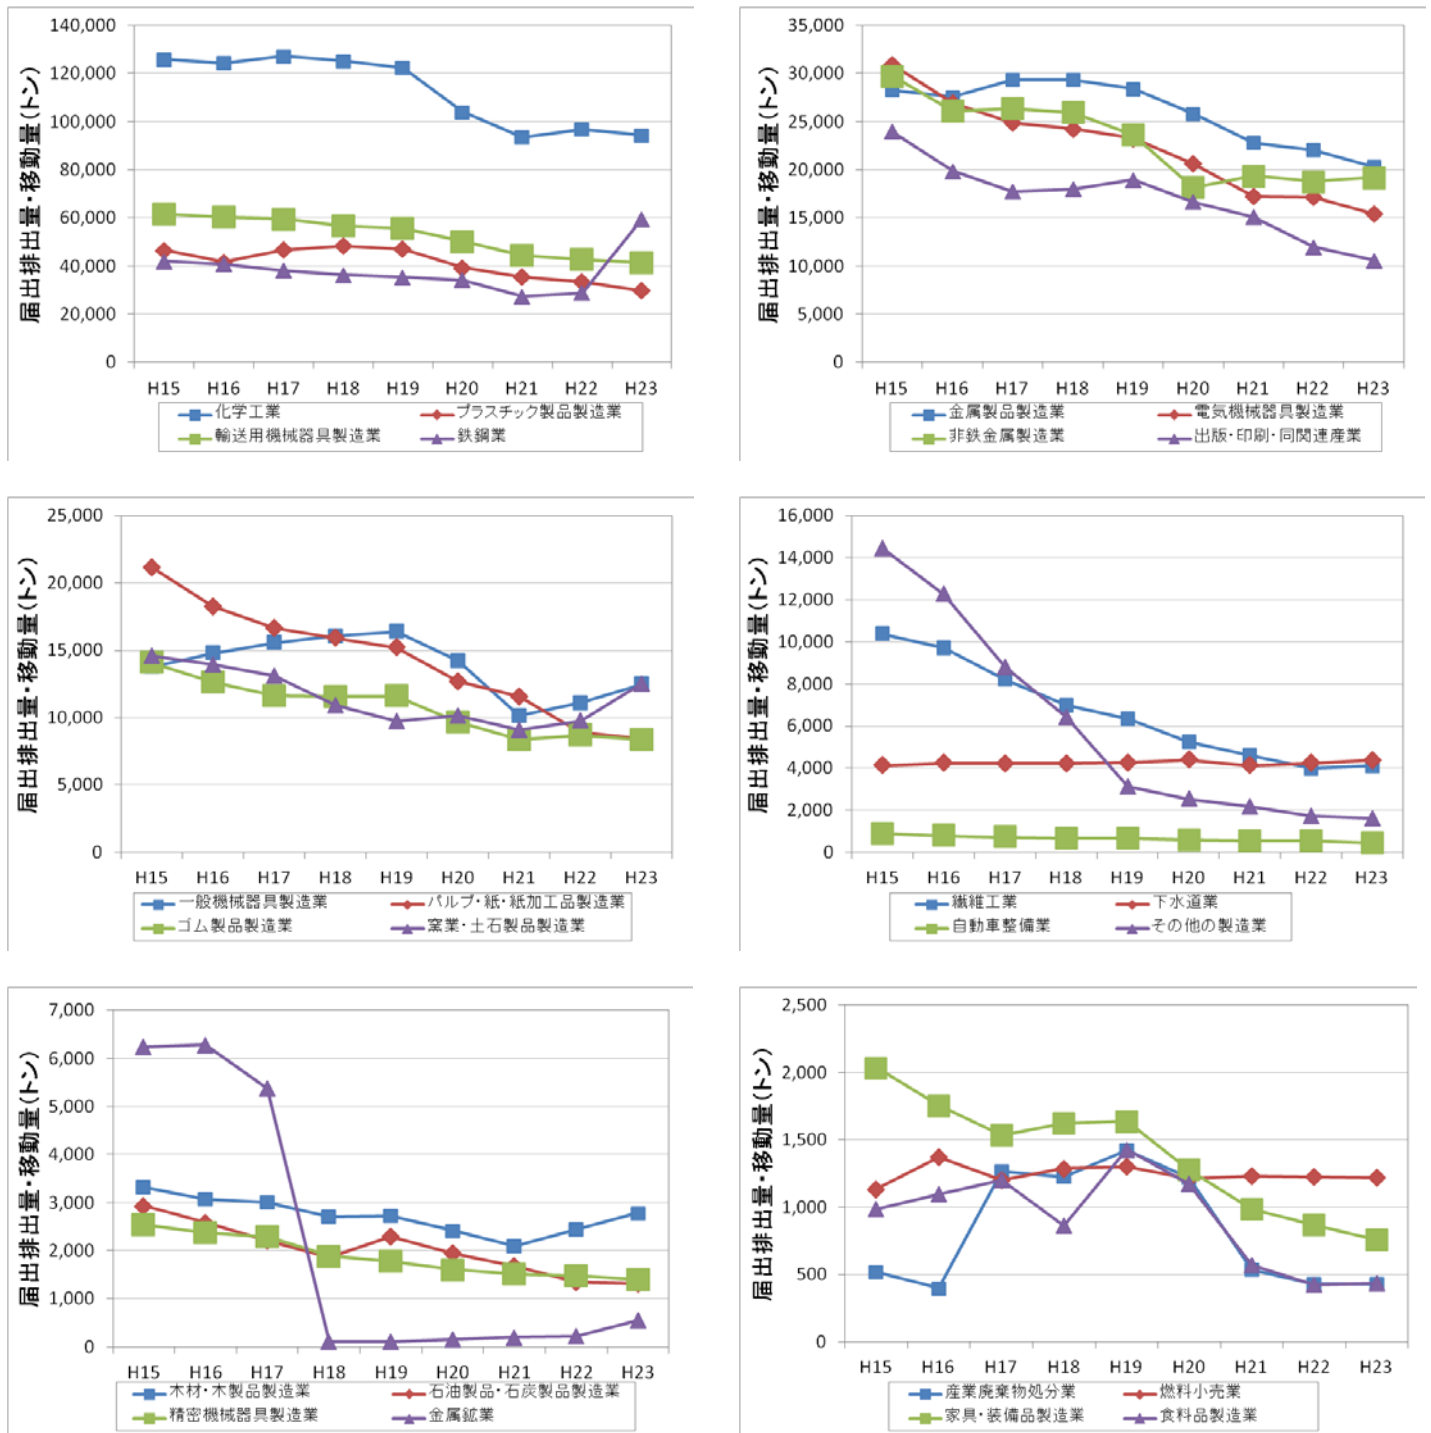 届出排出量・移動量(トン)
140,000
120,000
100,000
80,000
60,000
40,000
20,000
0
H15 H16 H17 H18 H19 H20 H21 H22 H23
化学工業 プラスチック製品製造業
輸送用機械器具製造業 鉄鋼業
届出排出量・移動量(トン)
35,000
30,000
25,000
20,000
15,000
10,000
5,000
0
H15 H16 H17 H18 H19 H20 H21 H22 H23
金属製品製造業 電気機械器具製造業
非鉄金属製造業 出版・印刷・同関連産業
届出排出量・移動量(トン)
25,000
20,000
15,000
10,000
5,000
0
H15 H16 H17 H18 H19 H20 H21 H22 H23
一般機械器具製造業 パルプ・紙・紙加工品製造業
ゴム製品製造業 窯業・土石製品製造業
届出排出量・移動量(トン)
16,000
14,000
12,000
10,000
8,000
6,000
4,000
2,000
0
H15 H16 H17 H18 H19 H20 H21 H22 H23
繊維工業 下水道業
自動車整備業 その他の製造業
届出排出量・移動量(トン)
7,000
6,000
5,000
4,000
3,000
2,000
1,000
0
H15 H16 H17 H18 H19 H20 H21 H22 H23
木材・木製品製造業 石油製品・石炭製品製造業
精密機械器具製造業 金属鉱業
届出排出量・移動量(トン)
2,500
2,000
1,500
1,000
500
0
H15 H16 H17 H18 H19 H20 H21 H22 H23
産業廃棄物処分業 燃料小売業
家具・装備品製造業 食料品製造業